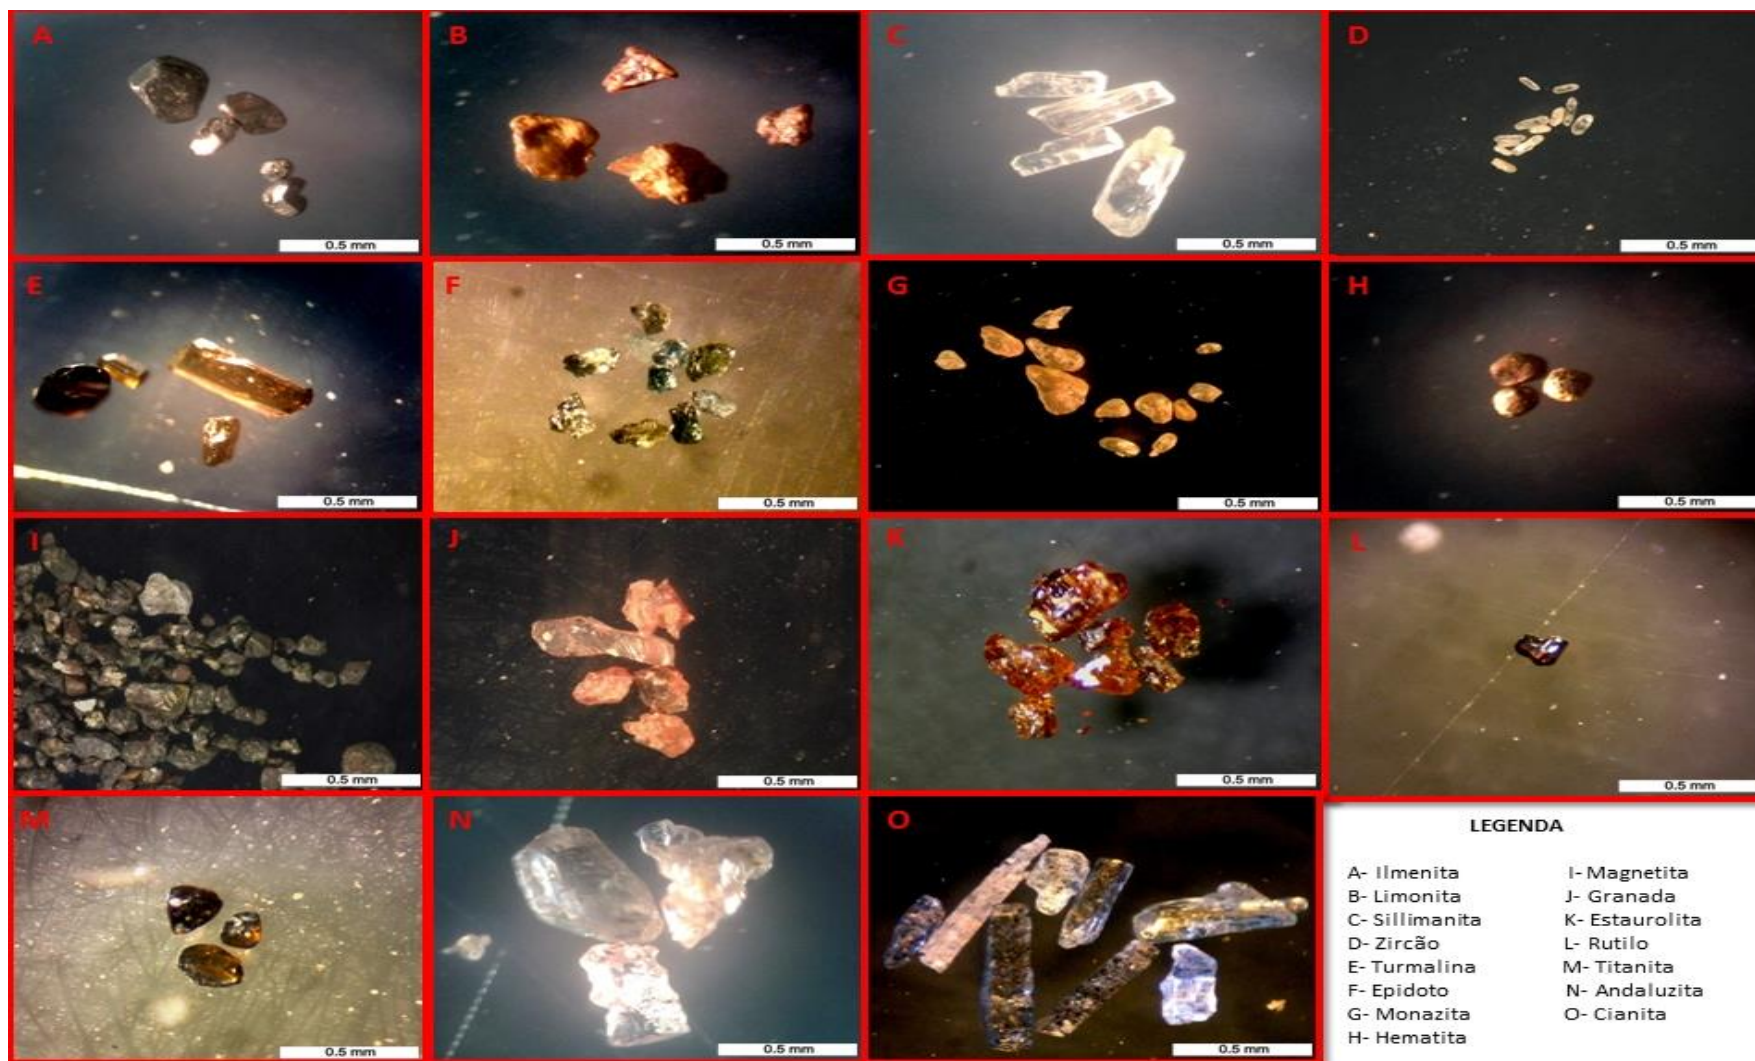 A
B
C
D
0.5 mm
0.5 mm
0.5 mm
0.5 mm
E
F
G
H
0.5 mm
0.5 mm
0.5 mm
0.5 mm
I
J
K
L
0.5 mm
0.5 mm
0.5 mm
0.5 mm
M
N
O
0.5 mm
0.5 mm
0.5 mm
LEGENDA
A- Ilmenita
B- Limonita
C- Sillimanita
D- Zircão
E- Turmalina
F- Epidoto
G- Monazita
H- Hematita
I- Magnetita
J- Granada
K- Estaurolita
L- Rutilo
M- Titanita
N- Andaluzita
O- Cianita